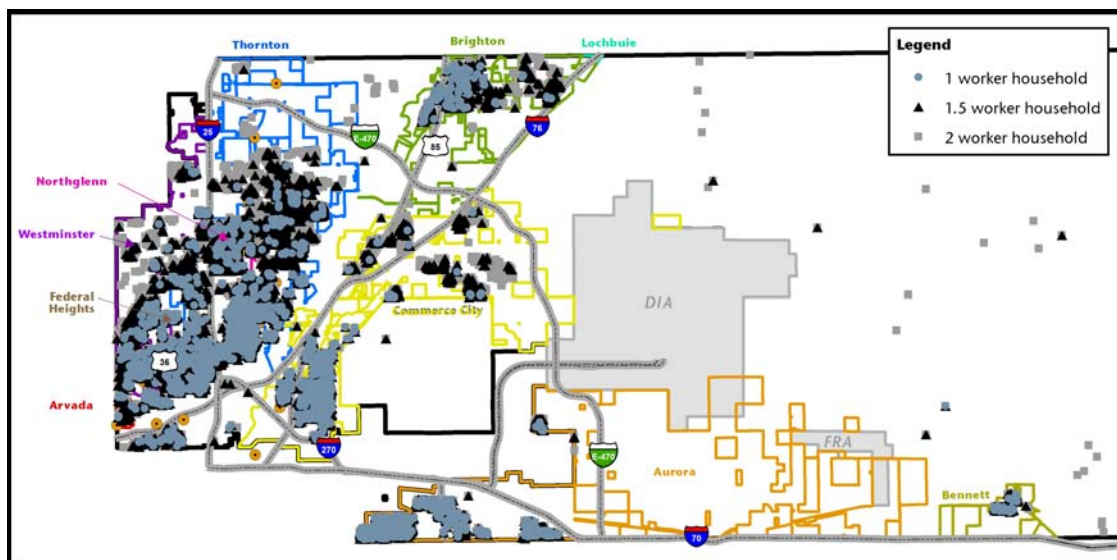 Thornton
Brighton
Lochbuie
Legend
1 worker household
1.5 worker household
2 worker household
25
E-470
76
85
Northglenn
Westminster
Federal
Heights
DIA
Commerce City
36
Arvada
270
E-470
FRA
Aurora
Bennett
70